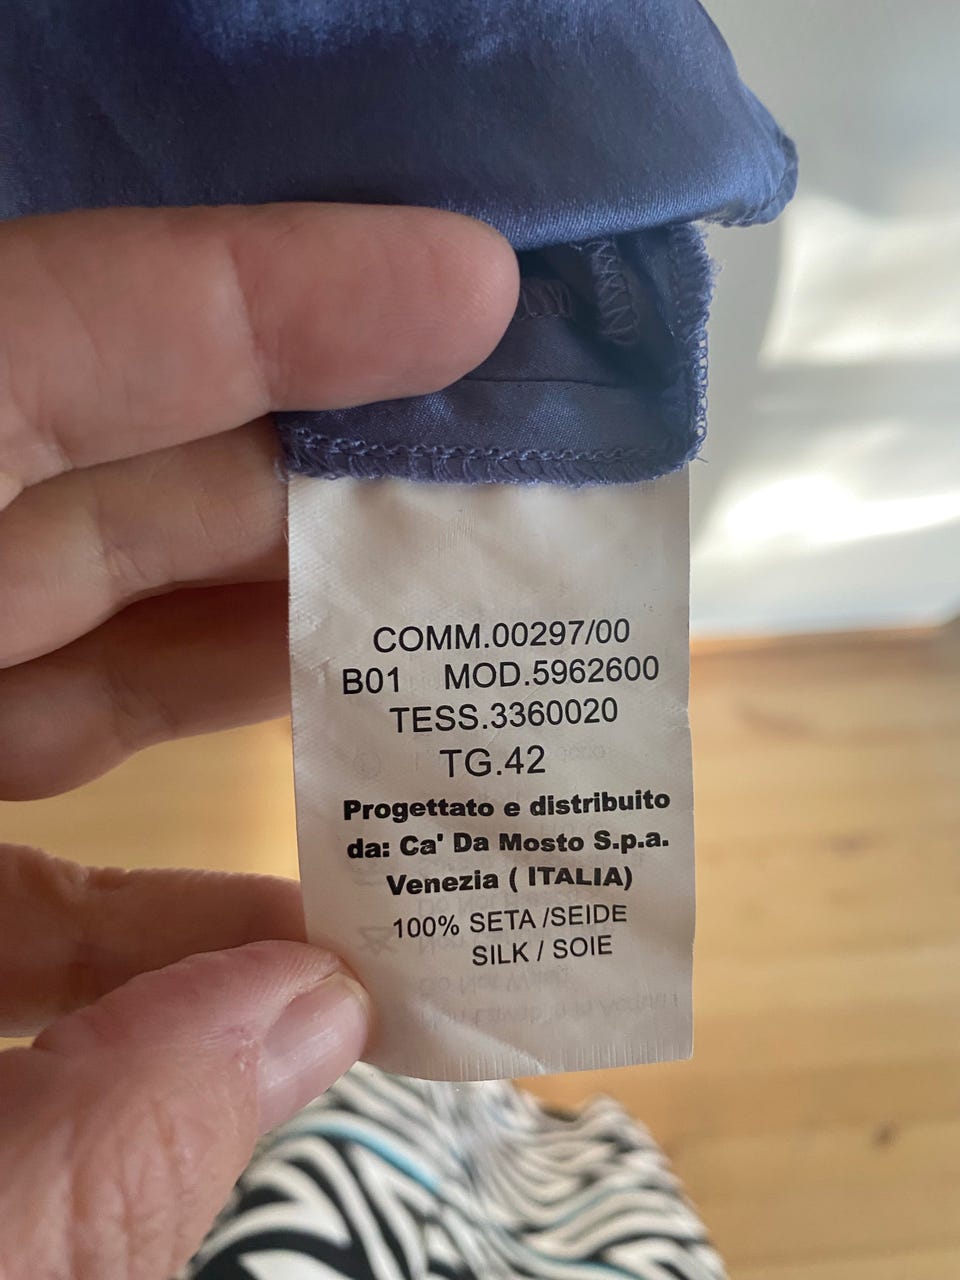 COMM.00297/00
B01 MOD.5962600
TESS.3360020
TG.42
Progettato e distribuito
da: Ca' Da Mosto S.p.a.
Venezia ( ITALIA)
100% SETA /SEIDE
SILK / SOIE